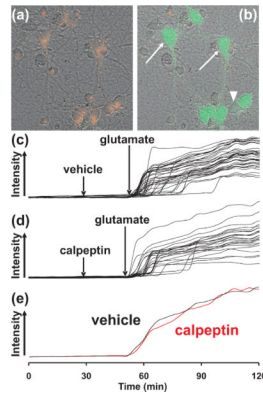 (a)
(b)
(c)
glutamate
vehicle
Intensity
(d)
glutamate
calpeptin
Intensity
(e)
vehicle
calpeptin
Intensity
0 30 60 90 120
Time (min)